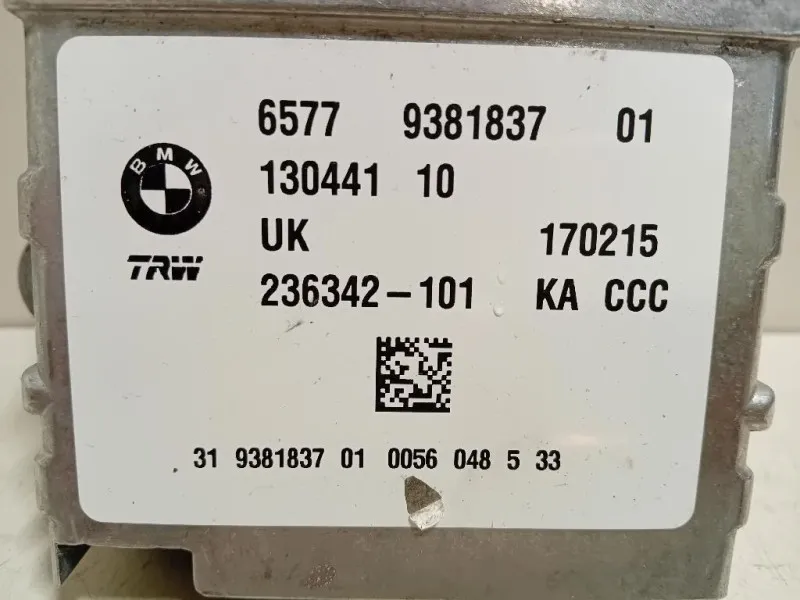 6577 9381837 01
BMW
130441 10
UK 170215
TRW
236342-101 KA CCC
31 9381837 01 0056 048 5 33